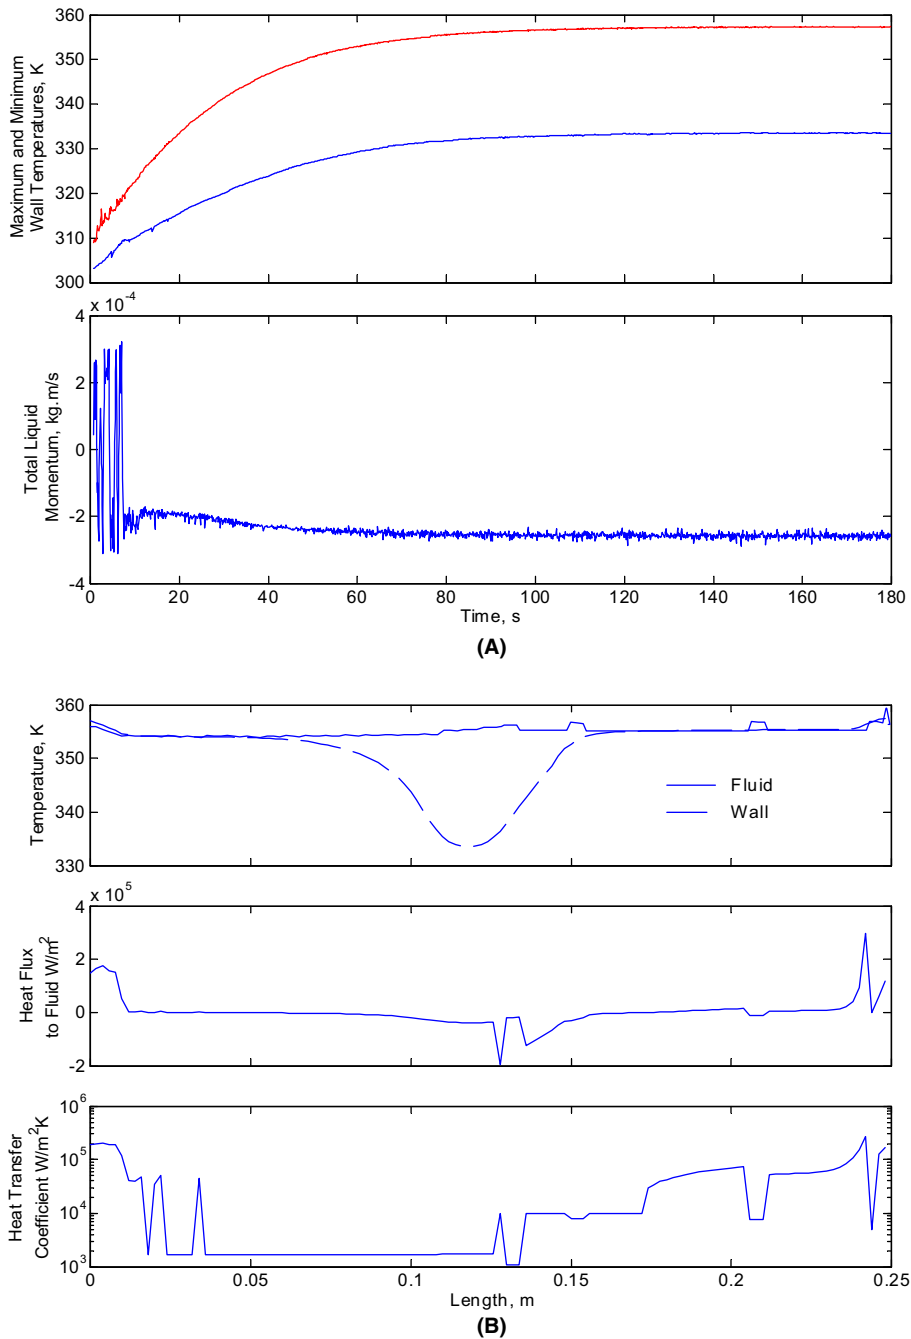 360
350
340
330
320
310
300
Maximum and Minimum
Wall Temperatures, K
x 10-4
4
2
0
-2
-4
Total Liquid
Momentum, kg.m/s
0 20 40 60 80 100 120 140 160 180
Time, s
(A)
360
350
340
330
Temperature, K
Fluid
Wall
x 10^5
4
2
0
-2
Heat Flux
to Fluid W/m2
10^6
10^5
10^4
10^3
Heat Transfer
Coefficient W/m^2K
0 0.05 0.1 0.15 0.2 0.25
Length, m
(B)